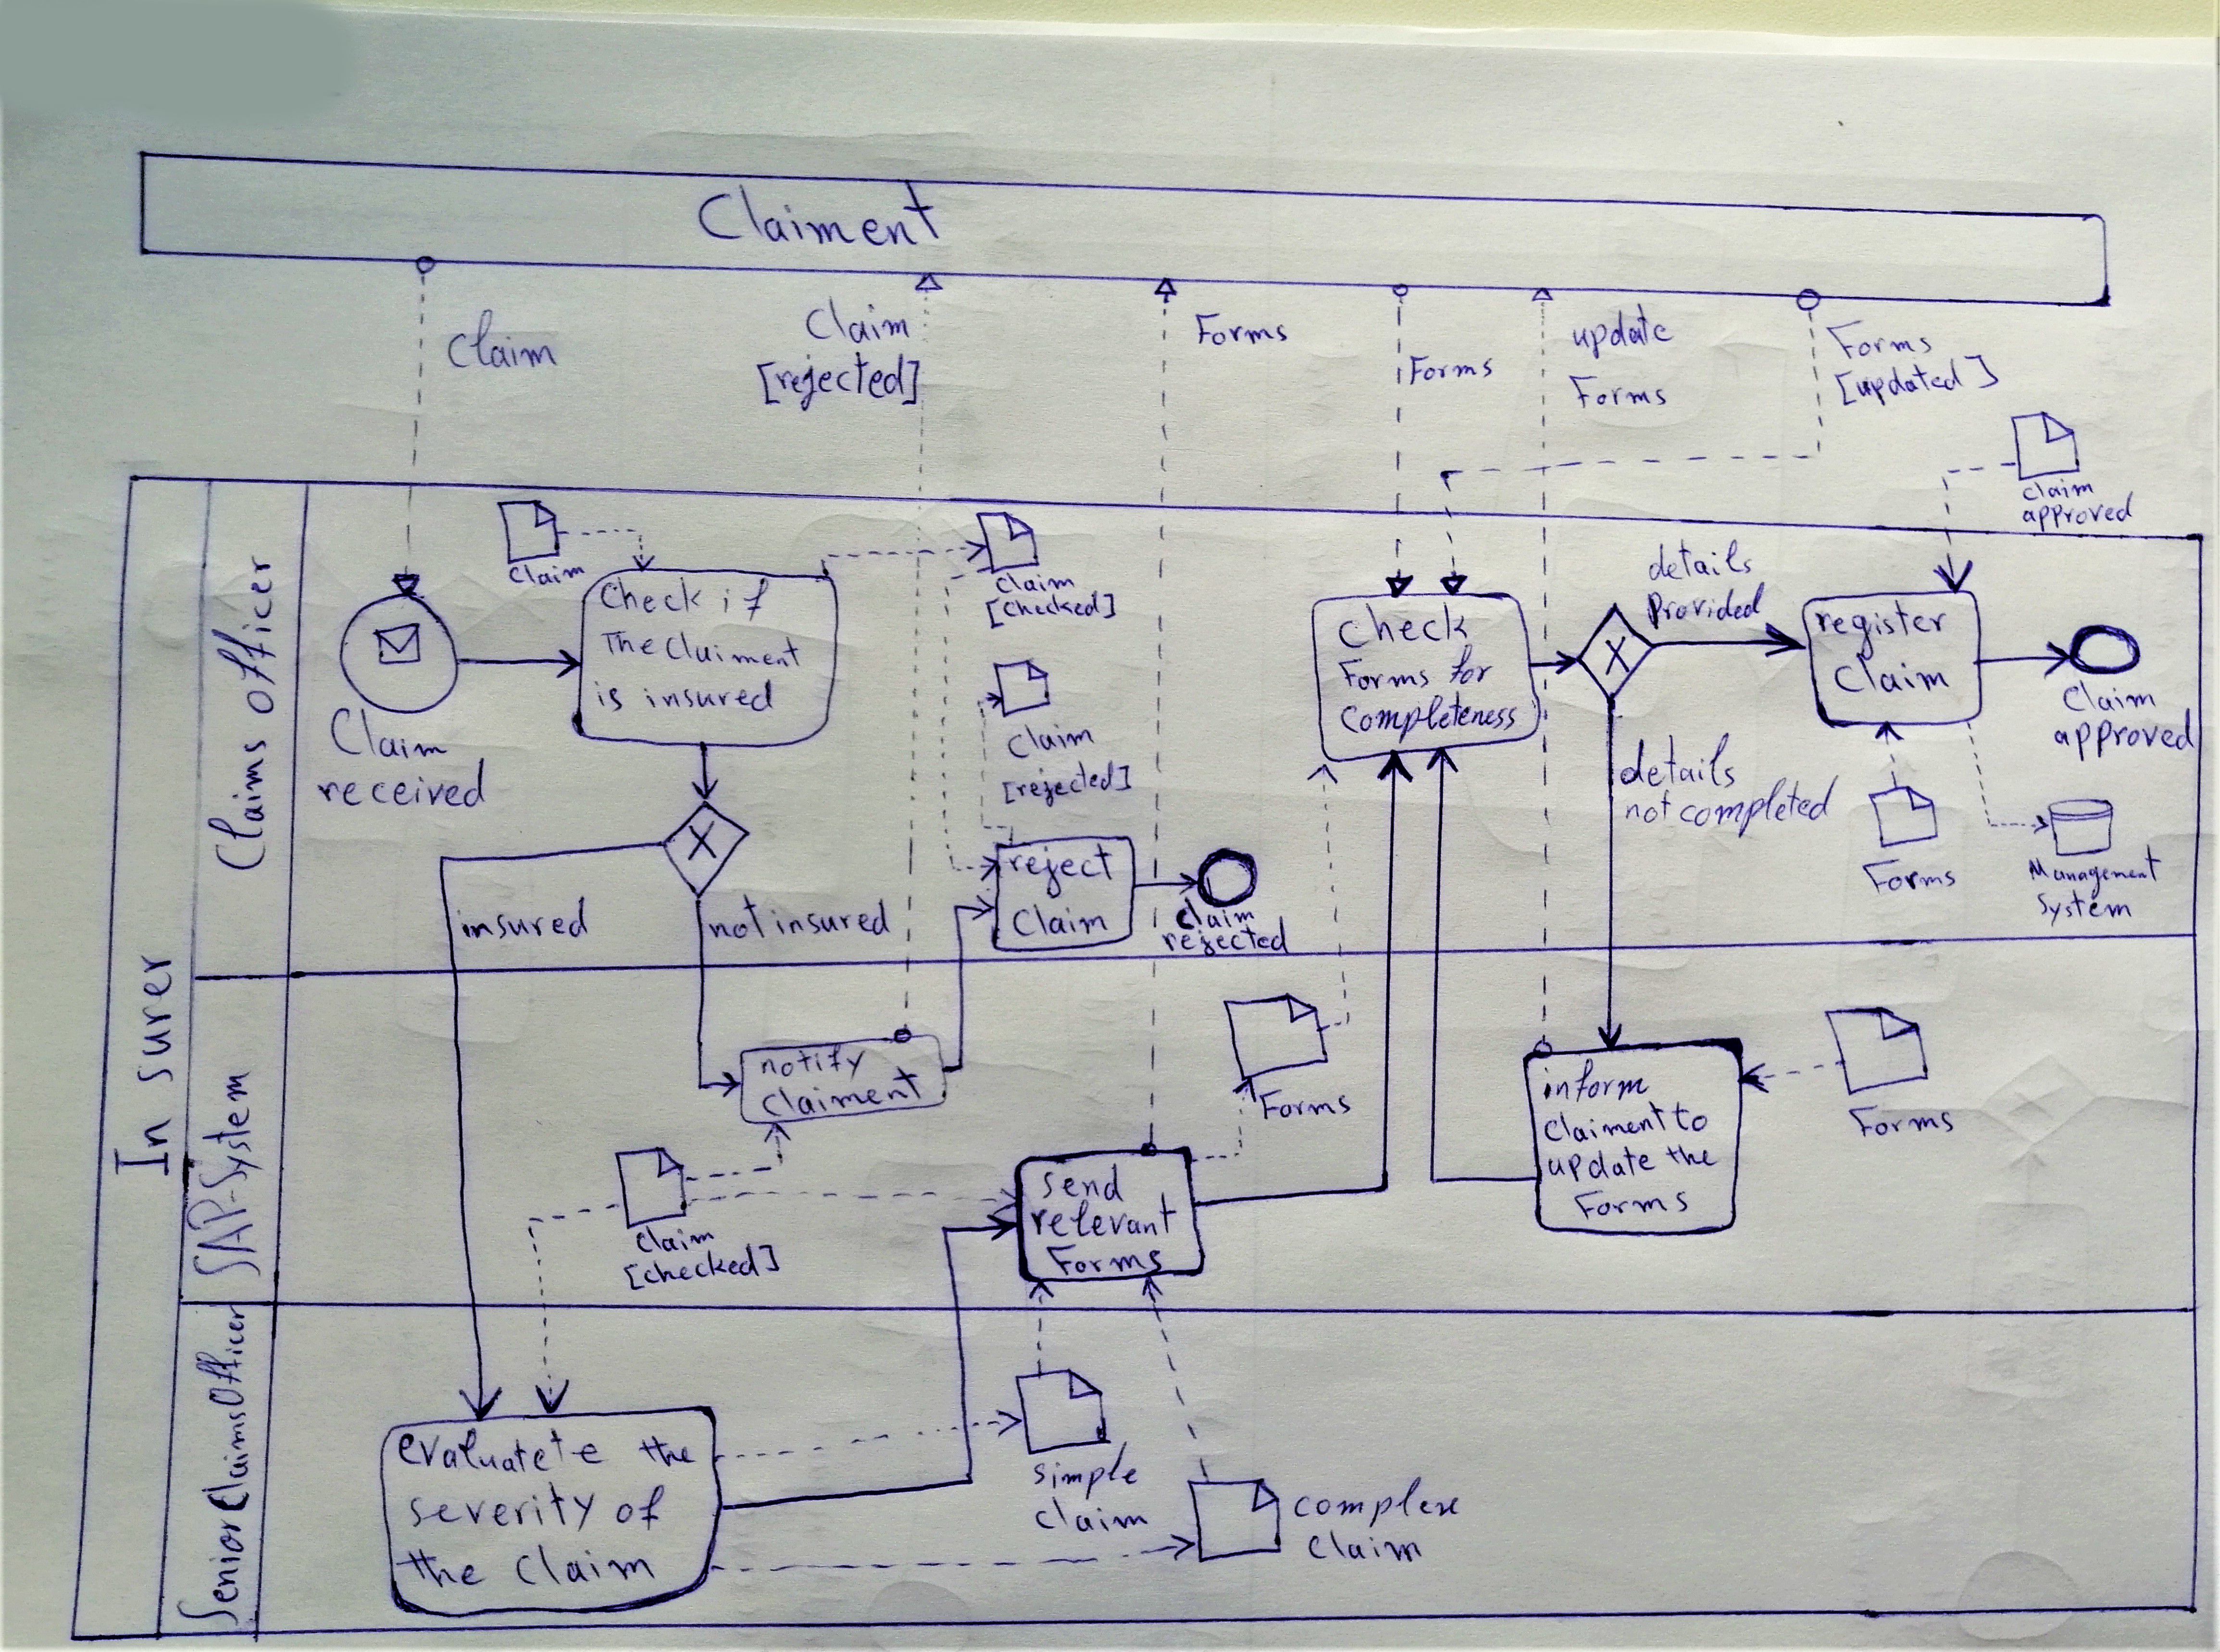 Claiment
Claim
Claim
[rejected]
Forms
Forms
update
Forms
Forms
[updated]
Claim
approved
In surer
Claims officer
Claim
received
Claim
Check if
The Claiment
is insured
Claim
[checked]
Claim
[rejected]
insured
not insured
reject
Claim
Claim
rejected
check
Forms for
completeness
details
Provided
details
not completed
register
Claim
Claim
approved
Forms
Management
System
SAP-System
notify
claiment
Claim
[checked]
send
relevant
Forms
Forms
inform
claiment to
update the
Forms
Forms
Senior Claims Officer
evaluatete the
severity of
the claim
simple
claim
complex
claim